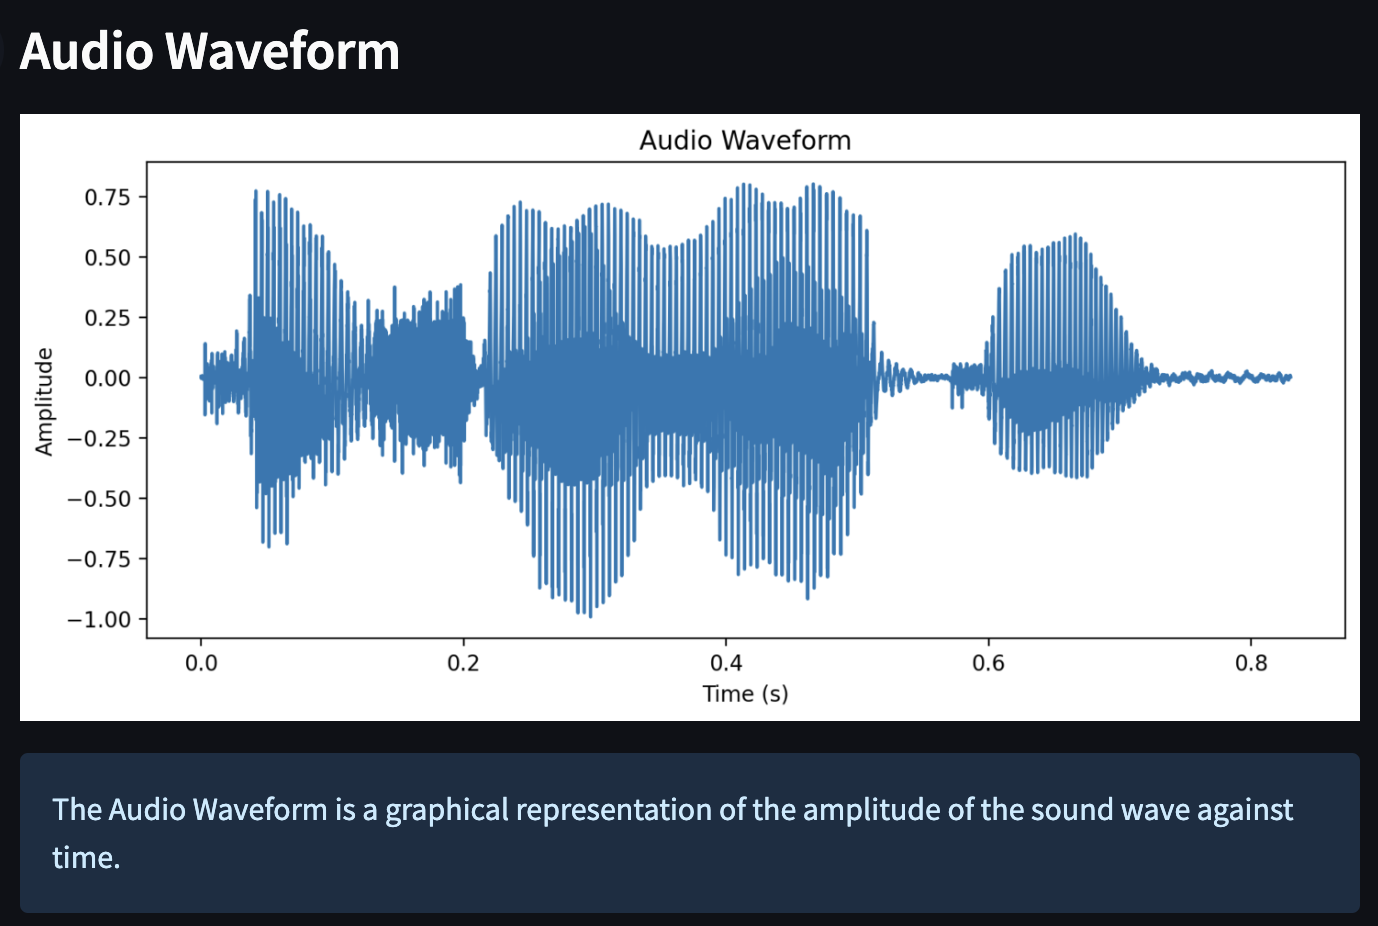 Audio Waveform
Audio Waveform
0.75
0.50
0.25
0.00
−0.25
−0.50
−0.75
−1.00
Amplitude
0.0 0.2 0.4 0.6 0.8
Time (s)
The Audio Waveform is a graphical representation of the amplitude of the sound wave against
time.